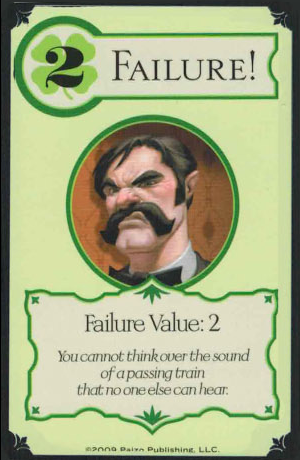 2
FAILURE!
Failure Value: 2
You cannot think over the sound
of a passing train
that no one else can hear.
©2009 Paizo Publishing, LLC.